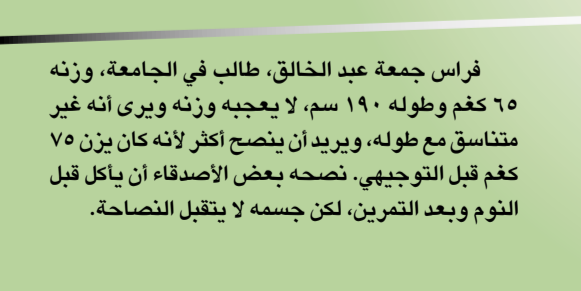 فراس جمعة عبد الخالق، طالب في الجامعة، وزنه
٦٥ كغم وطوله ١٩٠ سم، لا يعجبه وزنه ويرى أنه غير
متناسق مع طوله، ويريد أن ينصح أكثر لأنه كان يزن ٧٥
كغم قبل التوجيهي. نصحه بعض الأصدقاء أن يأكل قبل
النوم وبعد التمرين، لكن جسمه لا يتقبل النصاحة.